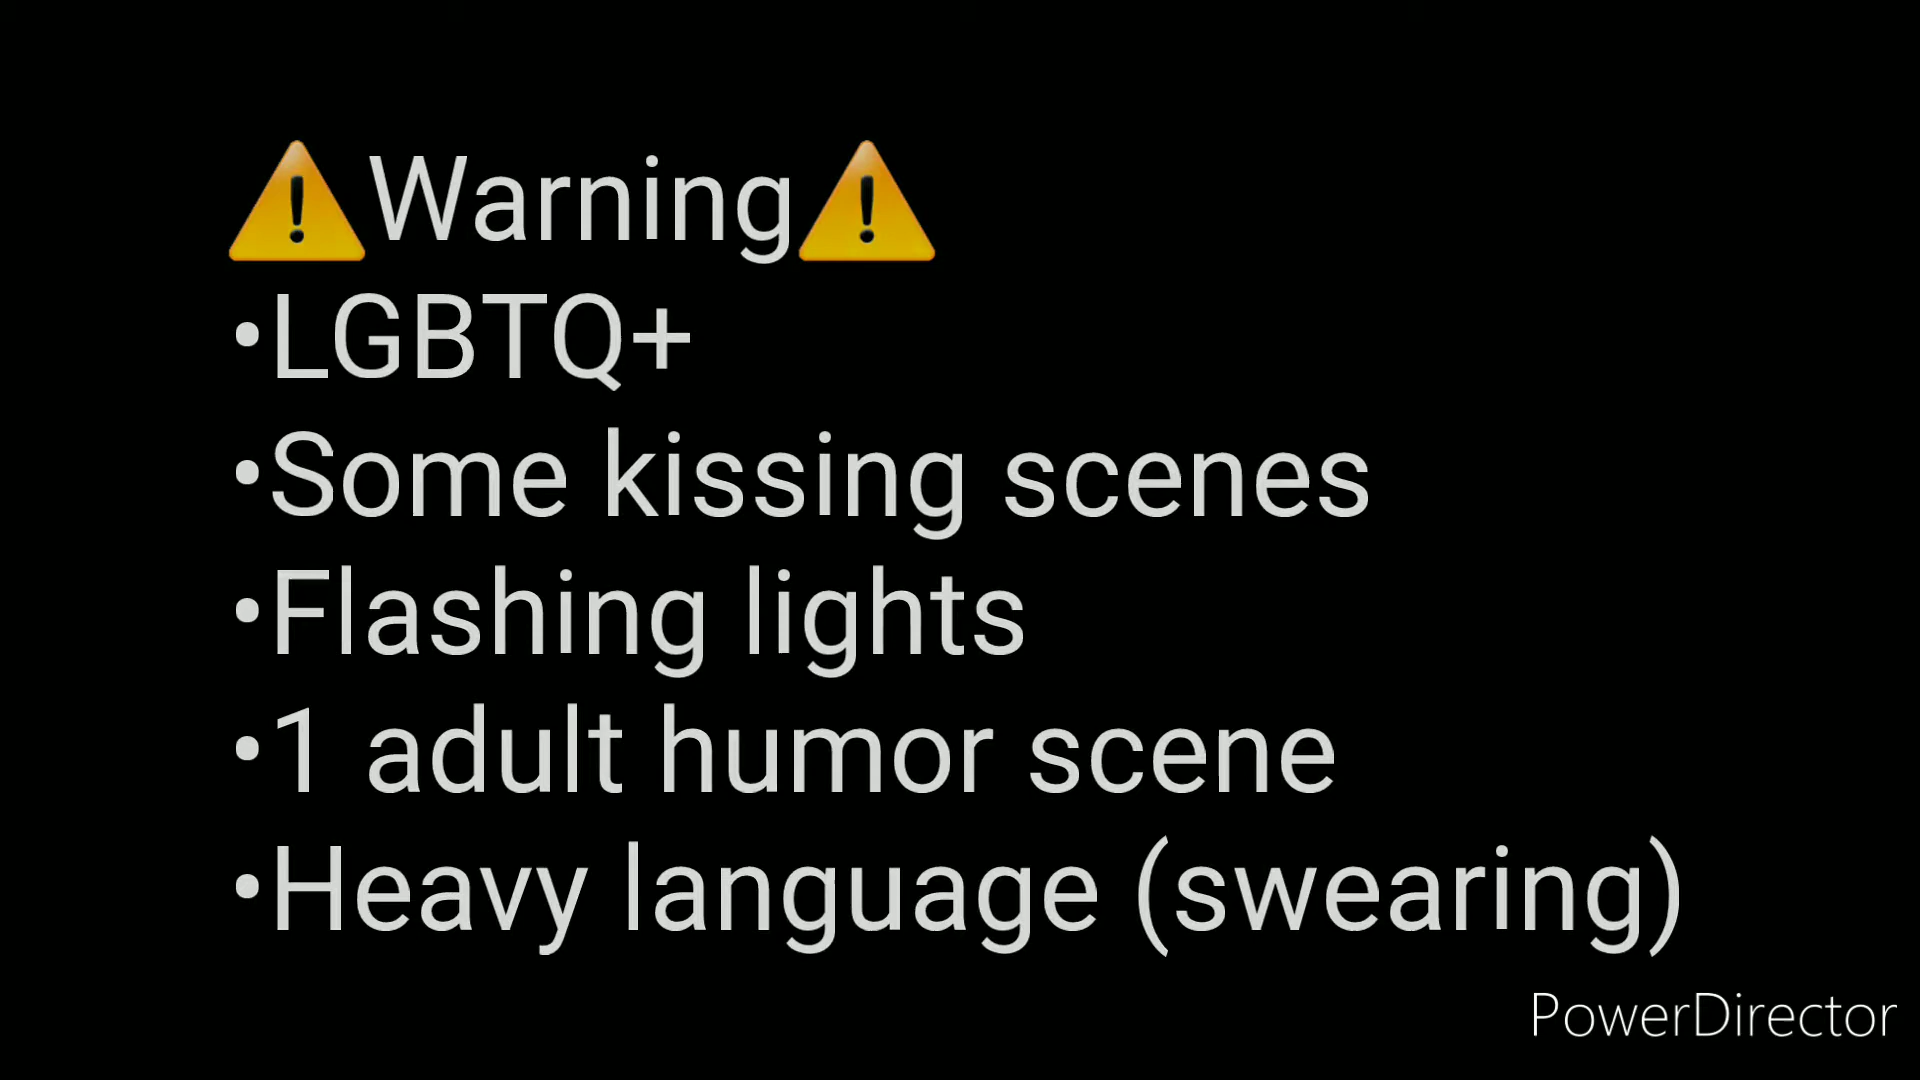 ⚠Warning⚠
•LGBTQ+
•Some kissing scenes
•Flashing lights
•1 adult humor scene
•Heavy language (swearing)
PowerDirector